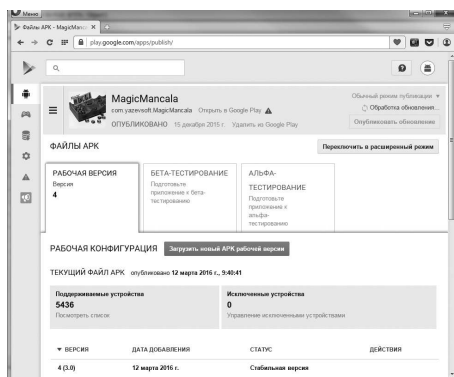 Меню
Файлы APK - MagicManc
play.google.com/apps/publish/
MagicMancala
com.yazevsoft.MagicMancala Открыть в Google Play
ОПУБЛИКОВАНО 15 декабря 2015 г. Удалить из Google Play
Обычный режим публикации
Обработка обновления...
Опубликовать обновление
ФАЙЛЫ APK
Переключить в расширенный режим
РАБОЧАЯ ВЕРСИЯ
Версия
4
БЕТА-ТЕСТИРОВАНИЕ
Подготовьте
приложение к бета-
тестированию
АЛЬФА-
ТЕСТИРОВАНИЕ
Подготовьте
приложение к
альфа-
тестированию
РАБОЧАЯ КОНФИГУРАЦИЯ
Загрузить новый APK рабочей версии
ТЕКУЩИЙ ФАЙЛ APK опубликовано 12 марта 2016 г., 9:40:41
Поддерживаемые устройства
5436
Посмотреть список
Исключенные устройства
0
Управление исключенными устройствами
ВЕРСИЯ ДАТА ДОБАВЛЕНИЯ СТАТУС ДЕЙСТВИЯ
4 (3.0) 12 марта 2016 г. Стабильная версия